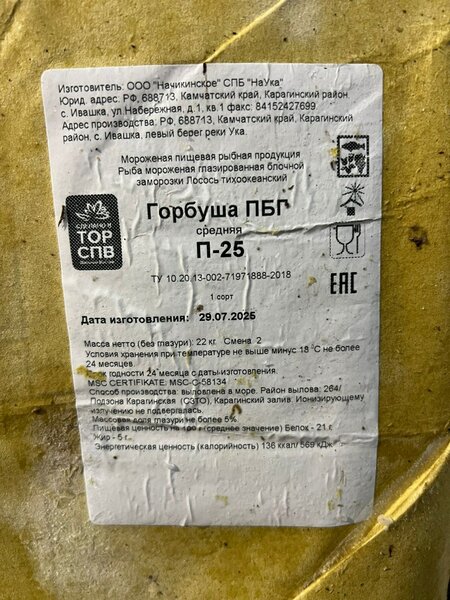 Изготовитель: ООО "Начикинское" СПБ "НаУка"
Юрид. адрес: РФ, 688713, Камчатский край, Карагинский район,
с. Ивашка, ул Набережная, д.1, кв.1 факс: 84152427699.
Адрес производства: РФ, 688713, Камчатский край, Карагинский
район, с. Ивашка, левый берег реки Ука.
Мороженая пищевая рыбная продукция
Рыба мороженая глазированная блочной
заморозки Лосось тихоокеанский
СДЕЛАНО В
ТОР
СПВ
Горбуша ПБГ
средняя
П-25
ТУ 10.20.13-002-71971888-2018
EAC
1 сорт
Дата изготовления: 29.07.2025
Масса нетто (без глазури): 22 кг. Смена 2
Условия хранения при температуре не выше минус 18 °С не более
24 месяцев.
Срок годности 24 месяца с даты изготовления.
MSC CERTIFIKATE: MSC-C-58134
Способ производства: выловлена в море. Район вылова: 264/
Подзона Карагинская (СЗТО), Карагинский залив. Ионизирующему
излучению не подвергалась.
Массовая доля глазури не более 5%.
Пищевая ценность на 100 г (среднее значение) Белок - 21 г.
Жир - 5 г.
Энергетическая ценность (калорийность) 136 ккал/ 569 кДж